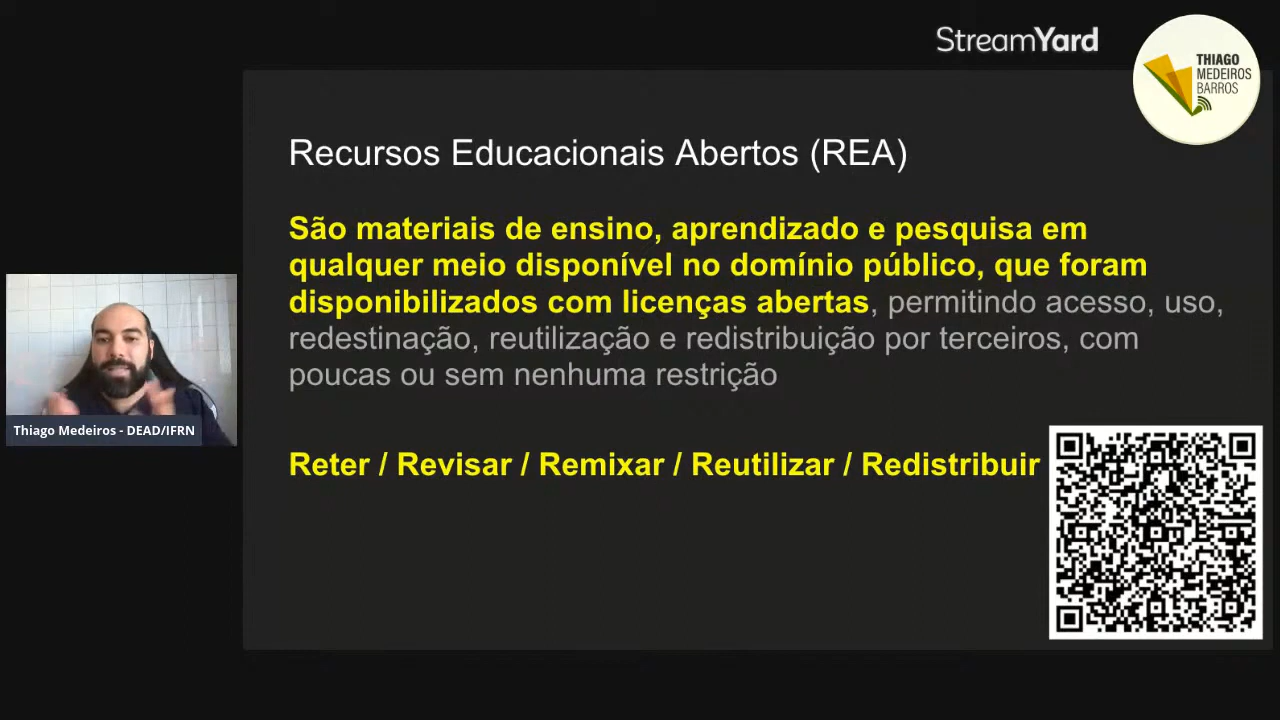 StreamYard
THIAGO
MEDEIROS
BARROS
Recursos Educacionais Abertos (REA)
São materiais de ensino, aprendizado e pesquisa em
qualquer meio disponível no domínio público, que foram
disponibilizados com licenças abertas, permitindo acesso, uso,
redestinação, reutilização e redistribuição por terceiros, com
poucas ou sem nenhuma restrição
Thiago Medeiros - DEAD/IFRN
Reter / Revisar / Remixar / Reutilizar / Redistribuir